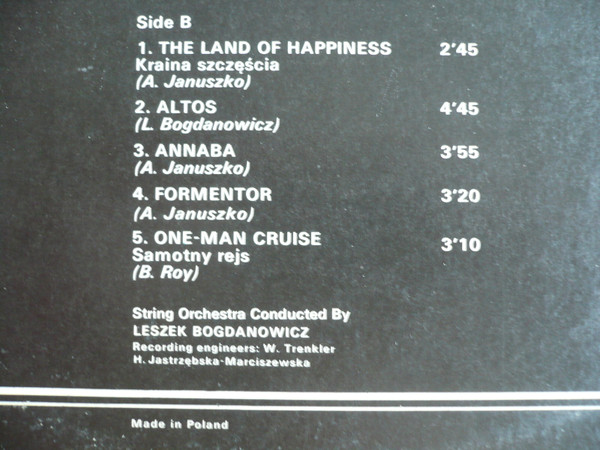 Side B
1. THE LAND OF HAPPINESS 2'45
Kraina szczęścia
(A. Januszko)
2. ALTOS 4'45
(L. Bogdanowicz)
3. ANNABA 3'55
(A. Januszko)
4. FORMENTOR 3'20
(A. Januszko)
5. ONE-MAN CRUISE 3'10
Samotny rejs
(B. Roy)
String Orchestra Conducted By
LESZEK BOGDANOWICZ
Recording engineers: W. Trenkler
H. Jastrzębska-Marciszewska
Made in Poland